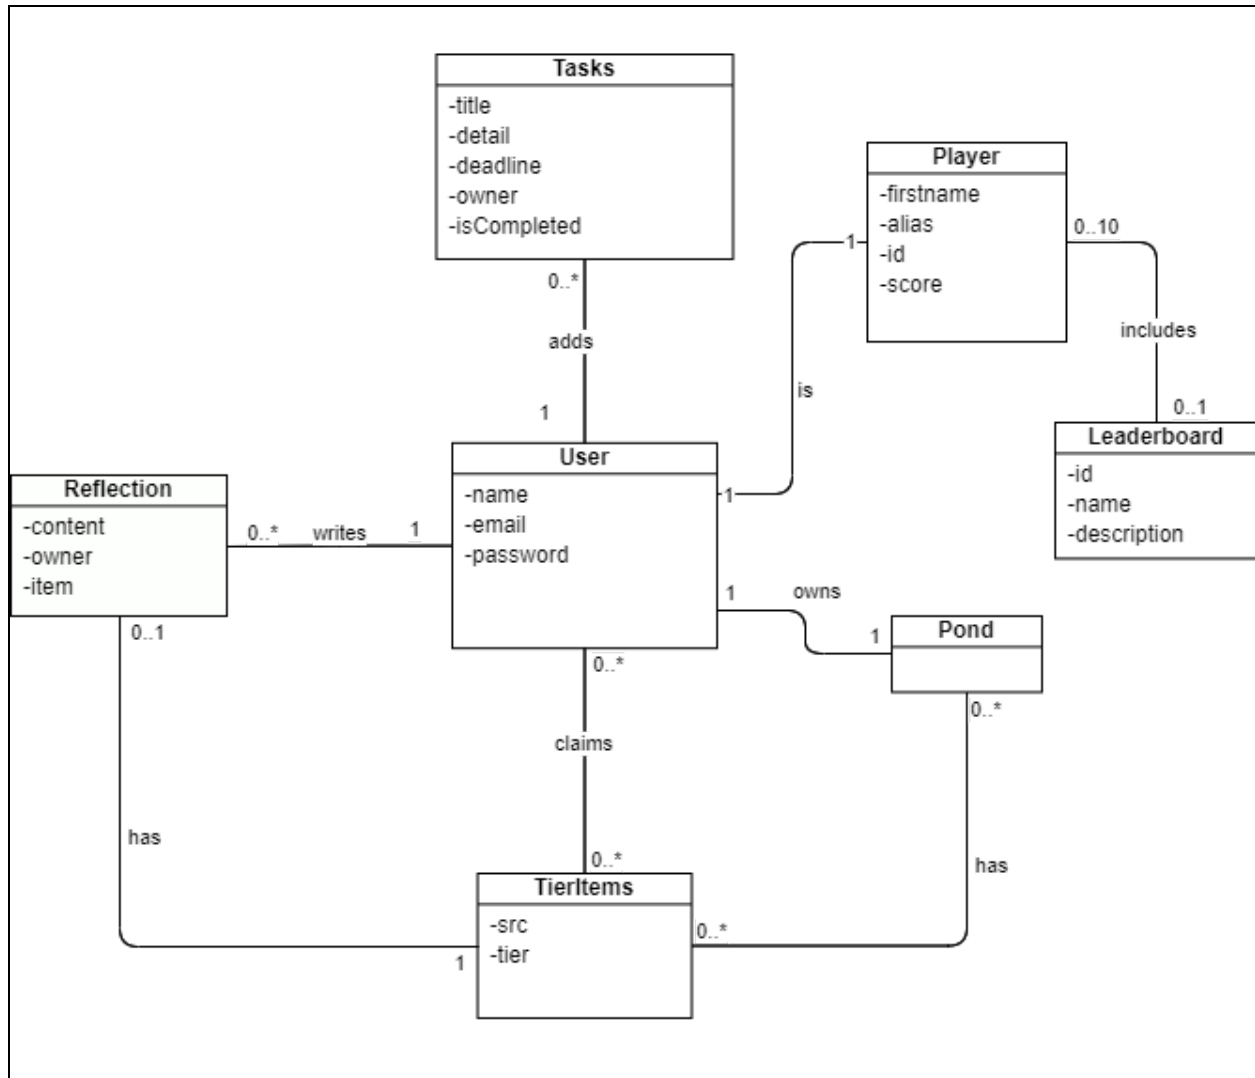 Tasks
-title
-detail
-deadline
-owner
-isCompleted
0..*
adds
1
Player
-firstname
-alias
-id
-score
1
0..10
includes
0..1
is
Leaderboard
-id
-name
-description
User
-name
-email
-password
1
1
owns
1
Pond
0..*
Reflection
-content
-owner
-item
0..*
writes
1
0..1
0..*
claims
0..*
has
has
TierItems
-src
-tier
1
0..*